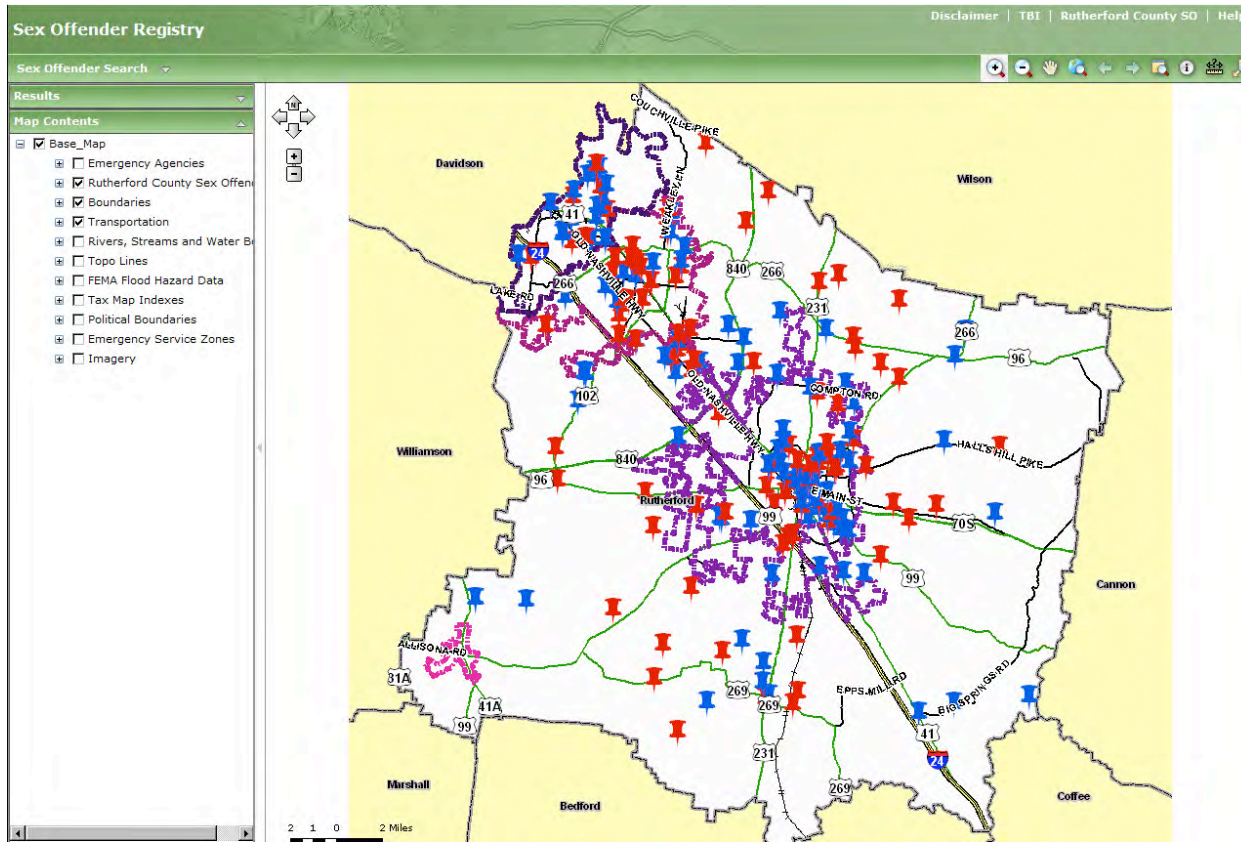 Disclaimer | TBI | Rutherford County SO | Hel
Sex Offender Registry
Sex Offender Search
Results
Map Contents
Base_Map
Emergency Agencies
Rutherford County Sex Offen
Boundaries
Transportation
Rivers, Streams and Water B
Topo Lines
FEMA Flood Hazard Data
Tax Map Indexes
Political Boundaries
Emergency Service Zones
Imagery
N
COUCHVILLE PIKE
Davidson
Wilson
WEAKLEY LN
41
OLD NASHVILLE HWY
24
840
266
266
LAKE RD
231
266
96
OLD NASHVILLE HWY
COMPTON RD
102
HALLS HILL PIKE
Williamson
840
96
Rutherford
E MAIN ST
99
70S
99
Cannon
ALLISONA RD
31A
41A
99
269
269
EPPS MILL RD
BIG SPRINGS RD
41
231
24
269
Marshall
Bedford
Coffee
2 1 0 2 Miles